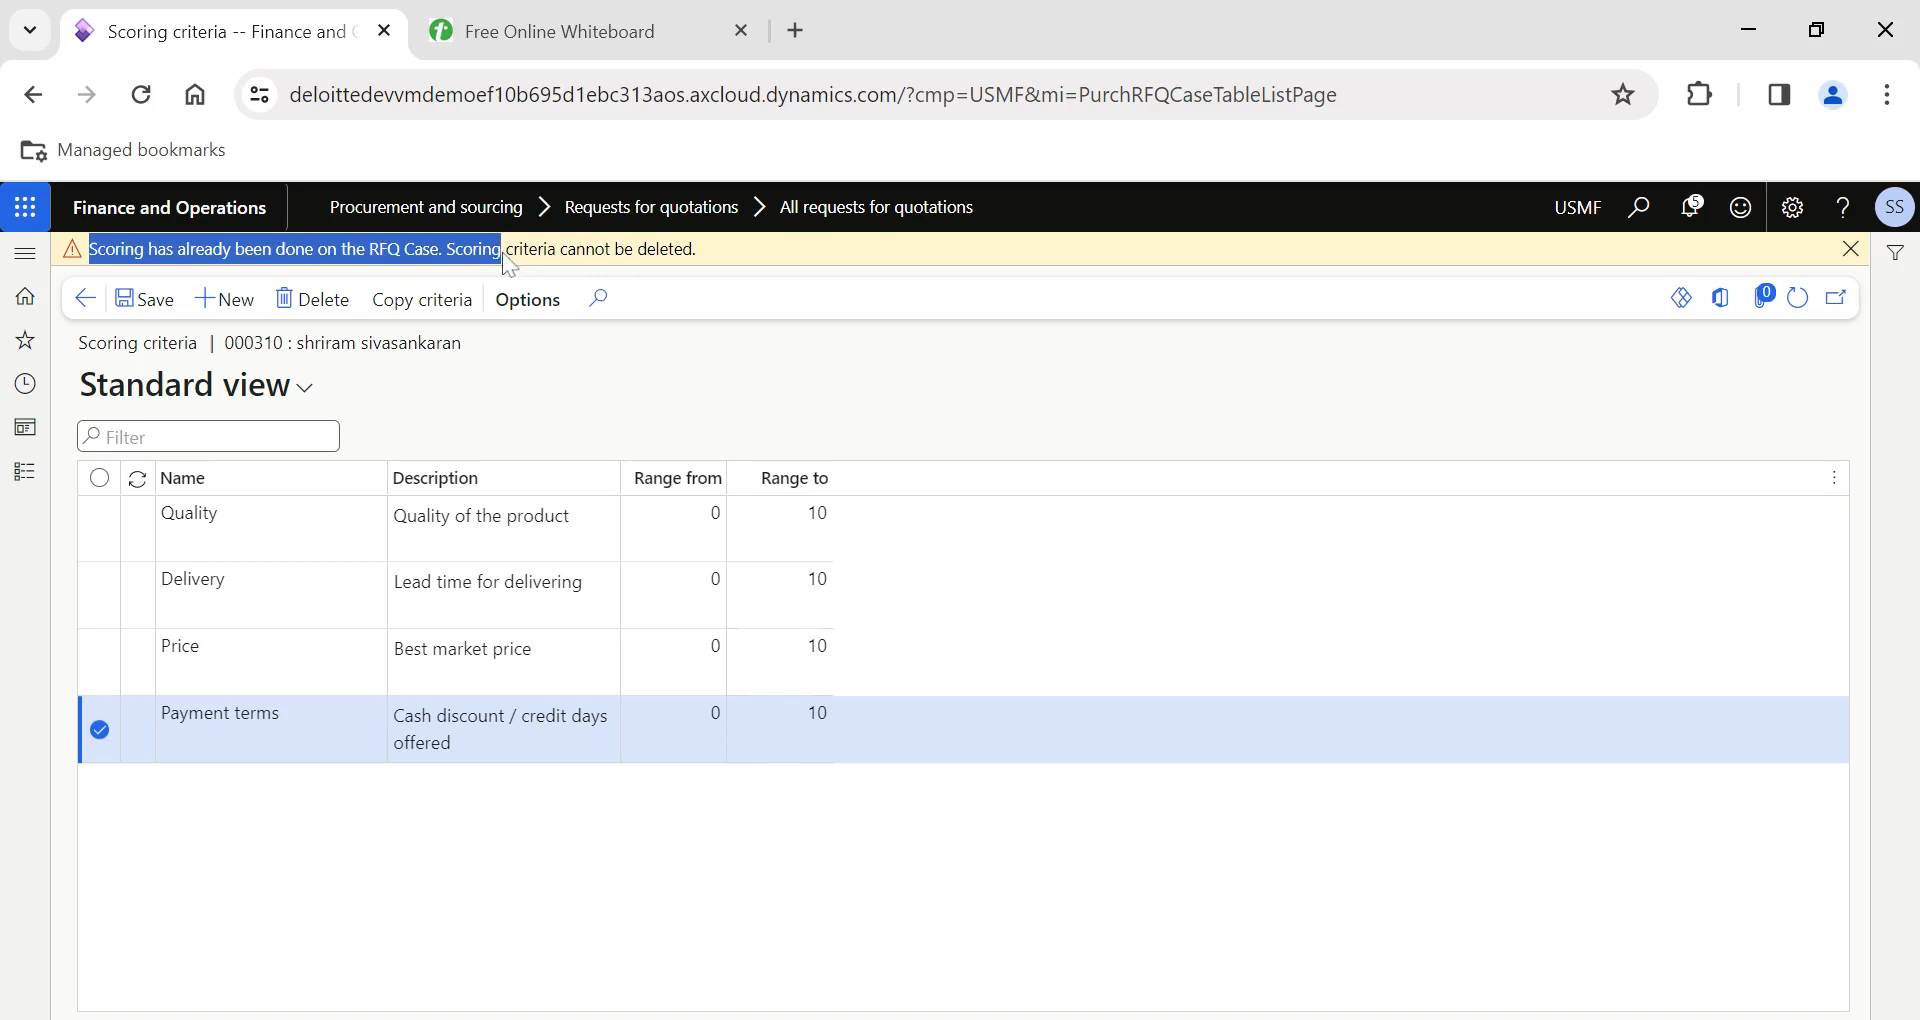 Scoring criteria -- Finance and
Free Online Whiteboard
deloittedevvmdemoef10b695d1ebc313aos.axcloud.dynamics.com/?cmp=USMF&mi=PurchRFQCaseTableListPage
Managed bookmarks
Finance and Operations
Procurement and sourcing
Requests for quotations
All requests for quotations
USMF
5
?
SS
Scoring has already been done on the RFQ Case. Scoring criteria cannot be deleted.
Save
New
Delete
Copy criteria
Options
0
Scoring criteria | 000310 : shriram sivasankaran
Standard view
Filter
Name Description Range from Range to
Quality Quality of the product 0 10
Delivery Lead time for delivering 0 10
Price Best market price 0 10
Payment terms Cash discount / credit days 0 10
offered